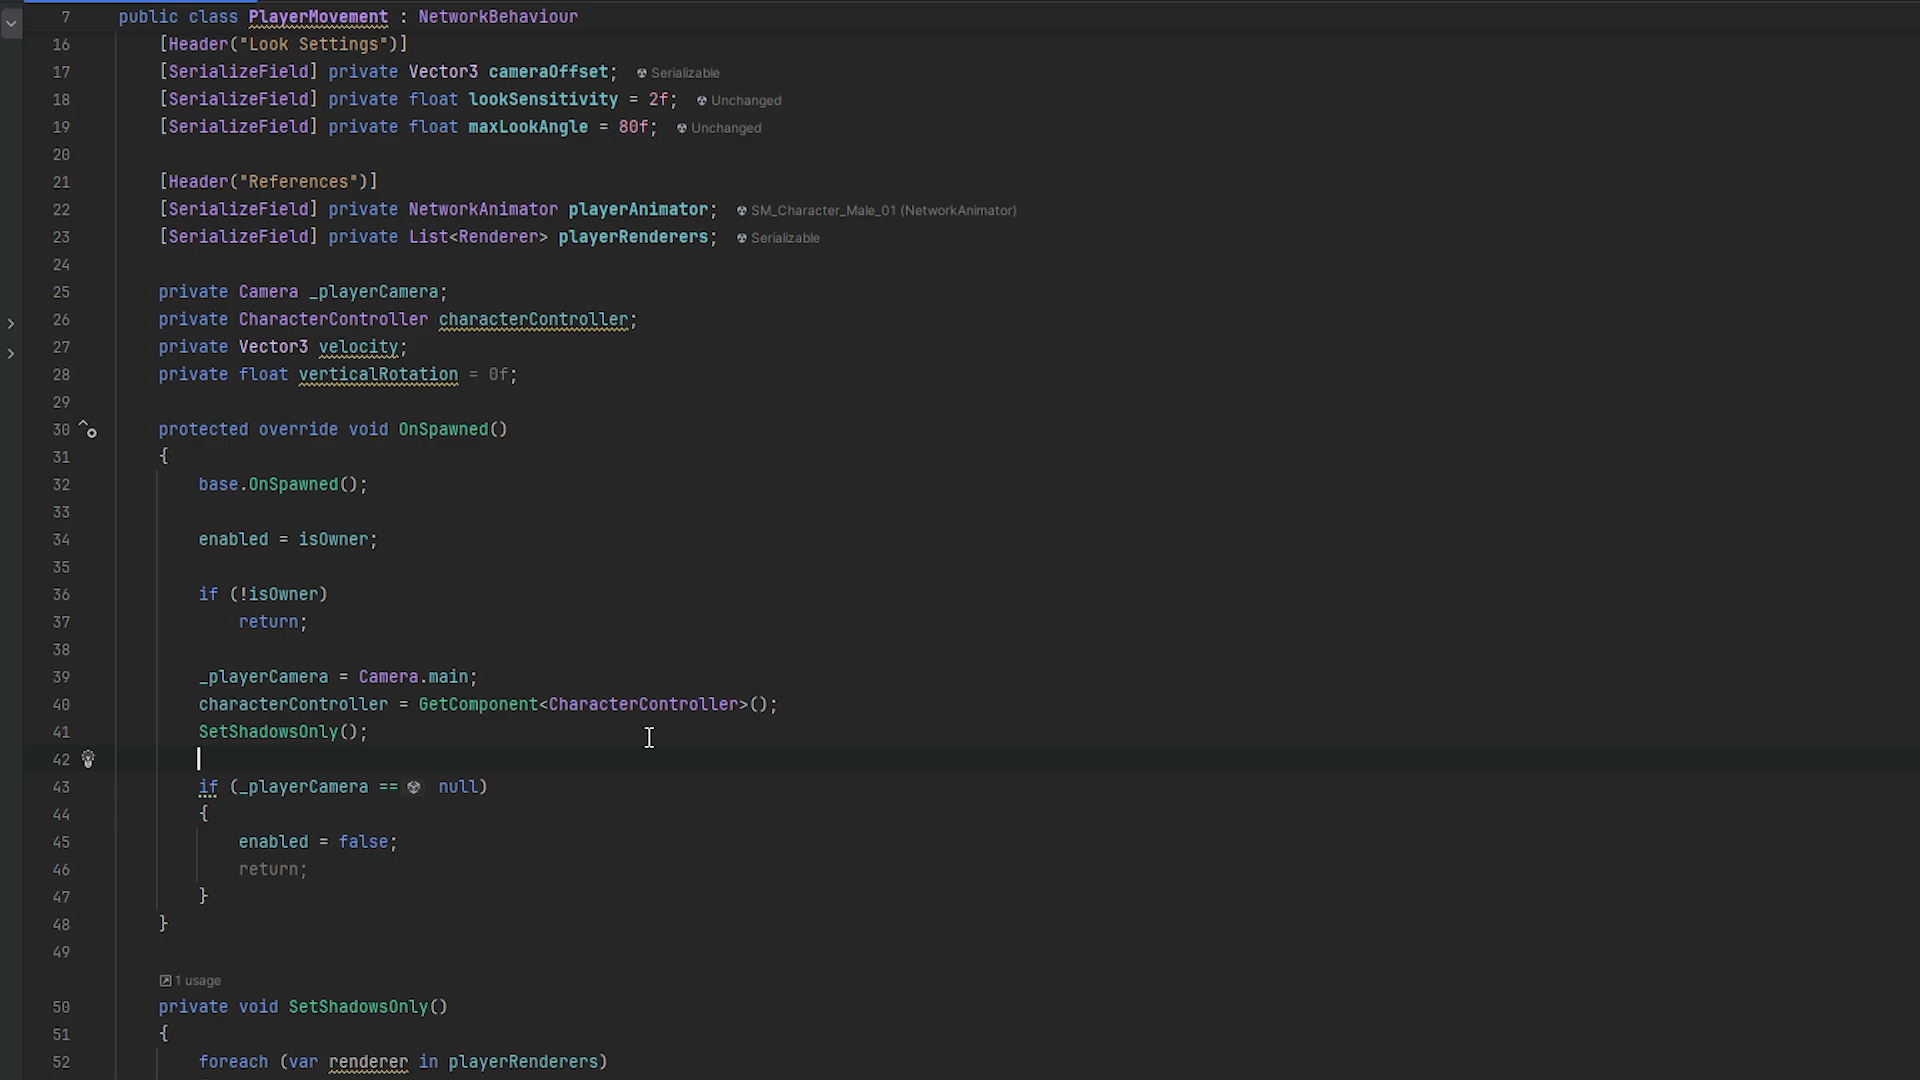 7 public class PlayerMovement : NetworkBehaviour
16 [Header("Look Settings")]
17 [SerializeField] private Vector3 cameraOffset; Serializable
18 [SerializeField] private float lookSensitivity = 2f; Unchanged
19 [SerializeField] private float maxLookAngle = 80f; Unchanged
20
21 [Header("References")]
22 [SerializeField] private NetworkAnimator playerAnimator; SM_Character_Male_01 (NetworkAnimator)
23 [SerializeField] private List<Renderer> playerRenderers; Serializable
24
25 private Camera _playerCamera;
26 private CharacterController characterController;
27 private Vector3 velocity;
28 private float verticalRotation = 0f;
29
30 protected override void OnSpawned()
31 {
32 base.OnSpawned();
33
34 enabled = isOwner;
35
36 if (!isOwner)
37 return;
38
39 _playerCamera = Camera.main;
40 characterController = GetComponent<CharacterController>();
41 SetShadowsOnly();
42
43 if (_playerCamera == null)
44 {
45 enabled = false;
46 return;
47 }
48 }
49
1 usage
50 private void SetShadowsOnly()
51 {
52 foreach (var renderer in playerRenderers)